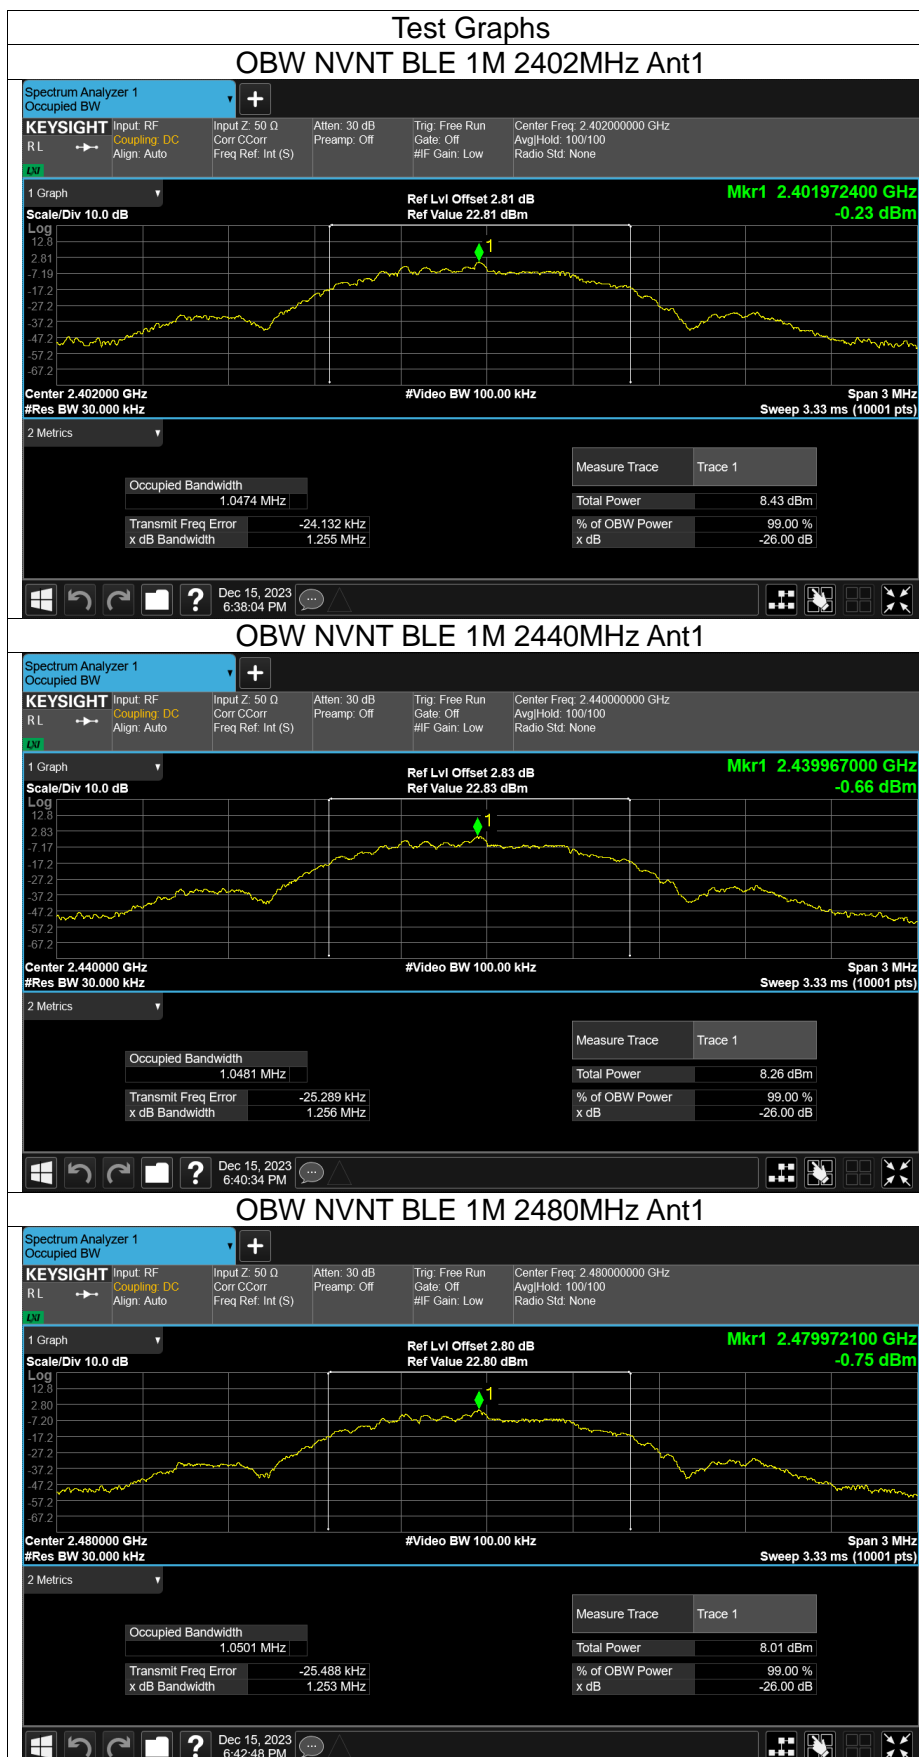 Test Graphs
OBW NVNT BLE 1M 2402MHz Ant1
Spectrum Analyzer 1
Occupied BW
KEYSIGHT Input: RF Input Z: 50 Ω Atten: 30 dB Trig: Free Run Center Freq: 2.402000000 GHz
RL Coupling: DC Corr CCorr Preamp: Off Gate: Off Avg|Hold: 100/100
Align: Auto Freq Ref: Int (S) #IF Gain: Low Radio Std: None
LXI
1 Graph Ref Lvl Offset 2.81 dB Mkr1 2.401972400 GHz
Scale/Div 10.0 dB Ref Value 22.81 dBm -0.23 dBm
Log
12.8
1
2.81
-7.19
-17.2
-27.2
-37.2
-47.2
-57.2
-67.2
Center 2.402000 GHz #Video BW 100.00 kHz Span 3 MHz
#Res BW 30.000 kHz Sweep 3.33 ms (10001 pts)
2 Metrics
Measure Trace Trace 1
Occupied Bandwidth
1.0474 MHz Total Power 8.43 dBm
Transmit Freq Error -24.132 kHz % of OBW Power 99.00 %
x dB Bandwidth 1.255 MHz x dB -26.00 dB
Dec 15, 2023
6:38:04 PM
OBW NVNT BLE 1M 2440MHz Ant1
Spectrum Analyzer 1
Occupied BW
KEYSIGHT Input: RF Input Z: 50 Ω Atten: 30 dB Trig: Free Run Center Freq: 2.440000000 GHz
RL Coupling: DC Corr CCorr Preamp: Off Gate: Off Avg|Hold: 100/100
Align: Auto Freq Ref: Int (S) #IF Gain: Low Radio Std: None
LXI
1 Graph Ref Lvl Offset 2.83 dB Mkr1 2.439967000 GHz
Scale/Div 10.0 dB Ref Value 22.83 dBm -0.66 dBm
Log
12.8
1
2.83
-7.17
-17.2
-27.2
-37.2
-47.2
-57.2
-67.2
Center 2.440000 GHz #Video BW 100.00 kHz Span 3 MHz
#Res BW 30.000 kHz Sweep 3.33 ms (10001 pts)
2 Metrics
Measure Trace Trace 1
Occupied Bandwidth
1.0481 MHz Total Power 8.26 dBm
Transmit Freq Error -25.289 kHz % of OBW Power 99.00 %
x dB Bandwidth 1.256 MHz x dB -26.00 dB
Dec 15, 2023
6:40:34 PM
OBW NVNT BLE 1M 2480MHz Ant1
Spectrum Analyzer 1
Occupied BW
KEYSIGHT Input: RF Input Z: 50 Ω Atten: 30 dB Trig: Free Run Center Freq: 2.480000000 GHz
RL Coupling: DC Corr CCorr Preamp: Off Gate: Off Avg|Hold: 100/100
Align: Auto Freq Ref: Int (S) #IF Gain: Low Radio Std: None
LXI
1 Graph Ref Lvl Offset 2.80 dB Mkr1 2.479972100 GHz
Scale/Div 10.0 dB Ref Value 22.80 dBm -0.75 dBm
Log
12.8
1
2.80
-7.20
-17.2
-27.2
-37.2
-47.2
-57.2
-67.2
Center 2.480000 GHz #Video BW 100.00 kHz Span 3 MHz
#Res BW 30.000 kHz Sweep 3.33 ms (10001 pts)
2 Metrics
Measure Trace Trace 1
Occupied Bandwidth
1.0501 MHz Total Power 8.01 dBm
Transmit Freq Error -25.488 kHz % of OBW Power 99.00 %
x dB Bandwidth 1.253 MHz x dB -26.00 dB
Dec 15, 2023
6:42:48 PM